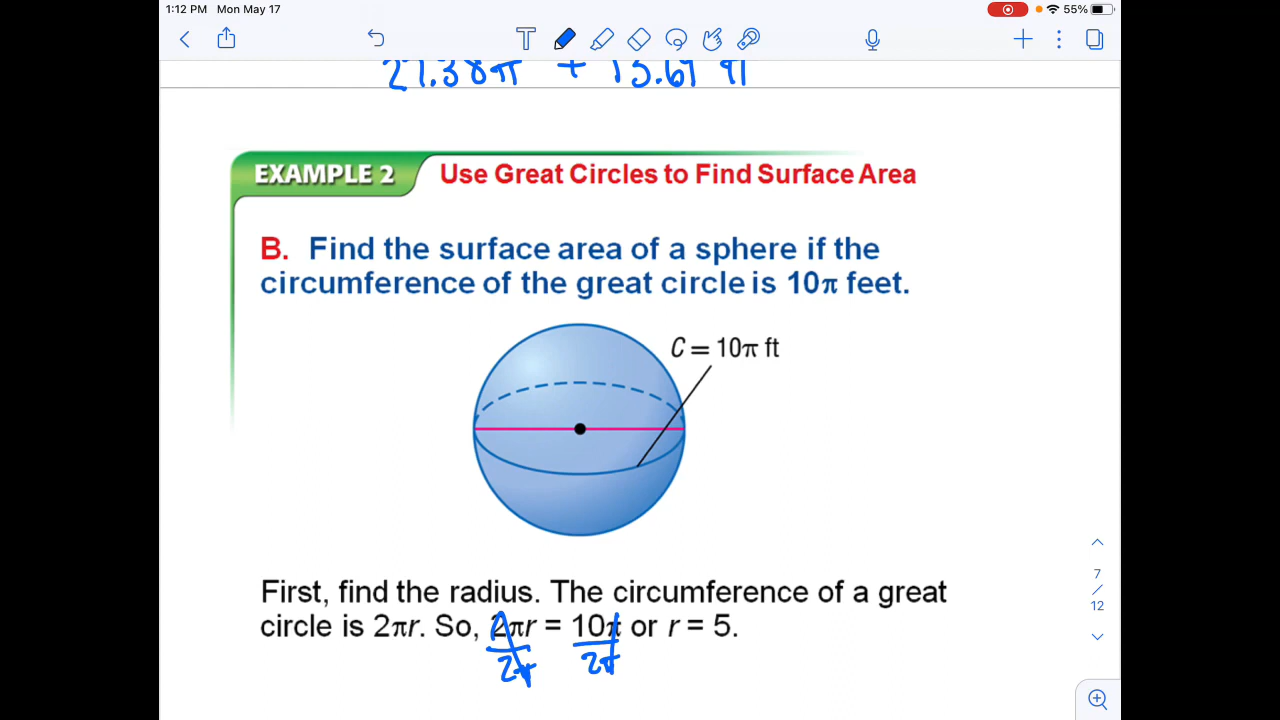 1:12 PM Mon May 17
55%
T
27.38π + 13.69 π
EXAMPLE 2 Use Great Circles to Find Surface Area
B. Find the surface area of a sphere if the
circumference of the great circle is 10π feet.
C = 10π ft
First, find the radius. The circumference of a great
circle is 2πr. So, 2πr = 10π or r = 5.
2π 2π
7
/
12